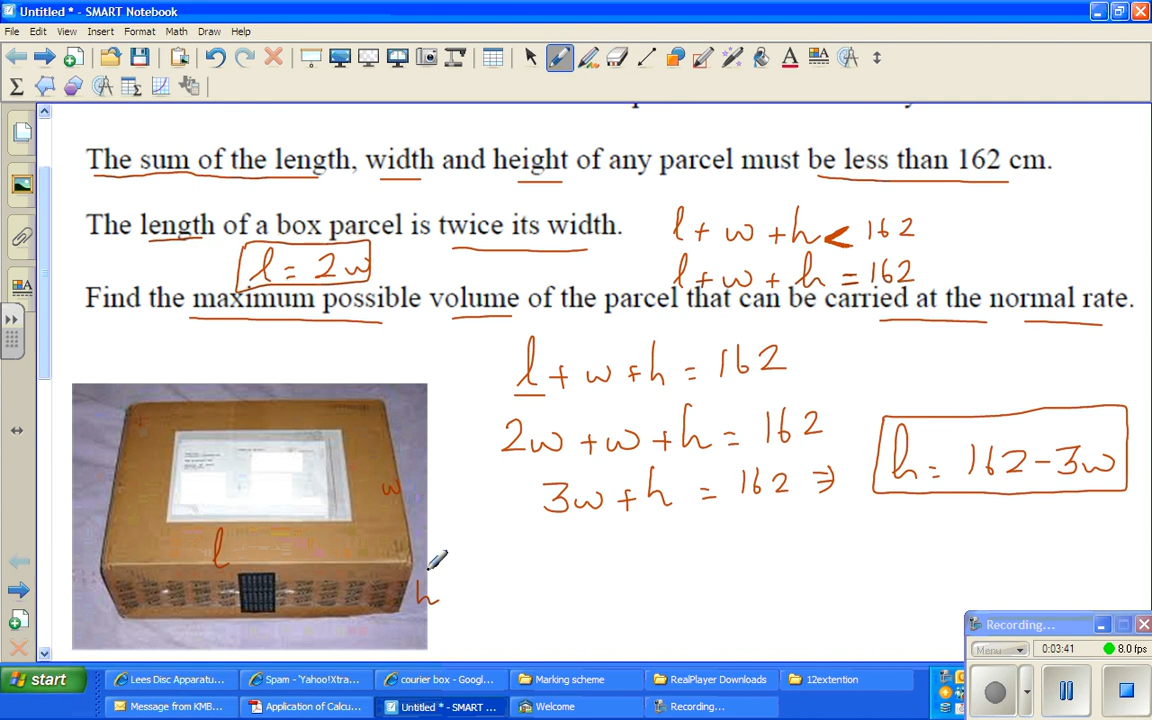 Untitled * - SMART Notebook
File Edit View Insert Format Math Draw Help
The sum of the length, width and height of any parcel must be less than 162 cm.
The length of a box parcel is twice its width.
l + w + h < 162
l = 2w
l + w + h = 162
Find the maximum possible volume of the parcel that can be carried at the normal rate.
l + w + h = 162
2w + w + h = 162
h = 162 - 3w
3w + h = 162 ⇒
w
l
h
Recording...
Menu 0:03:41 8.0 fps
start
Lees Disc Apparatu...
Spam - 'Yahoo!Xtra...
courier box - Googl...
Marking scheme
RealPlayer Downloads
12extention
Message from KMB...
Application of Calcu...
Untitled * - SMART ...
Welcome
Recording...